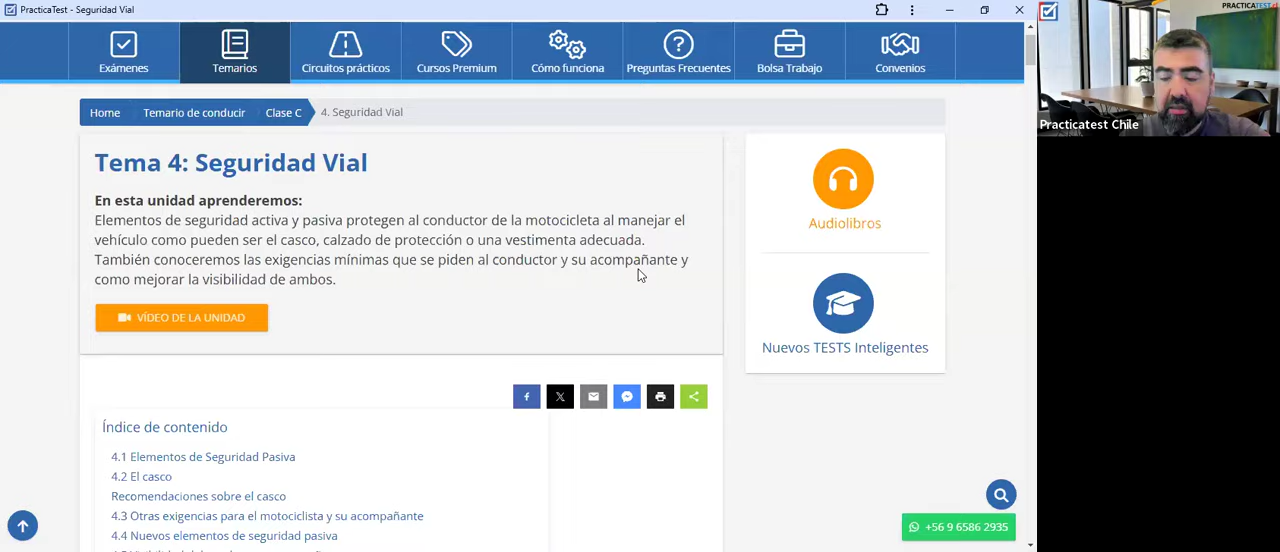 PracticaTest - Seguridad Vial
Exámenes
Temarios
Circuitos prácticos
Cursos Premium
Cómo funciona
Preguntas Frecuentes
Bolsa Trabajo
Convenios
PRACTICATEST.cl
Practicatest Chile
Home
Temario de conducir
Clase C
4. Seguridad Vial
Tema 4: Seguridad Vial
En esta unidad aprenderemos:
Elementos de seguridad activa y pasiva protegen al conductor de la motocicleta al manejar el
vehículo como pueden ser el casco, calzado de protección o una vestimenta adecuada.
También conoceremos las exigencias mínimas que se piden al conductor y su acompañante y
como mejorar la visibilidad de ambos.
VÍDEO DE LA UNIDAD
Audiolibros
Nuevos TESTS Inteligentes
Índice de contenido
4.1 Elementos de Seguridad Pasiva
4.2 El casco
Recomendaciones sobre el casco
4.3 Otras exigencias para el motociclista y su acompañante
4.4 Nuevos elementos de seguridad pasiva
+56 9 6586 2935